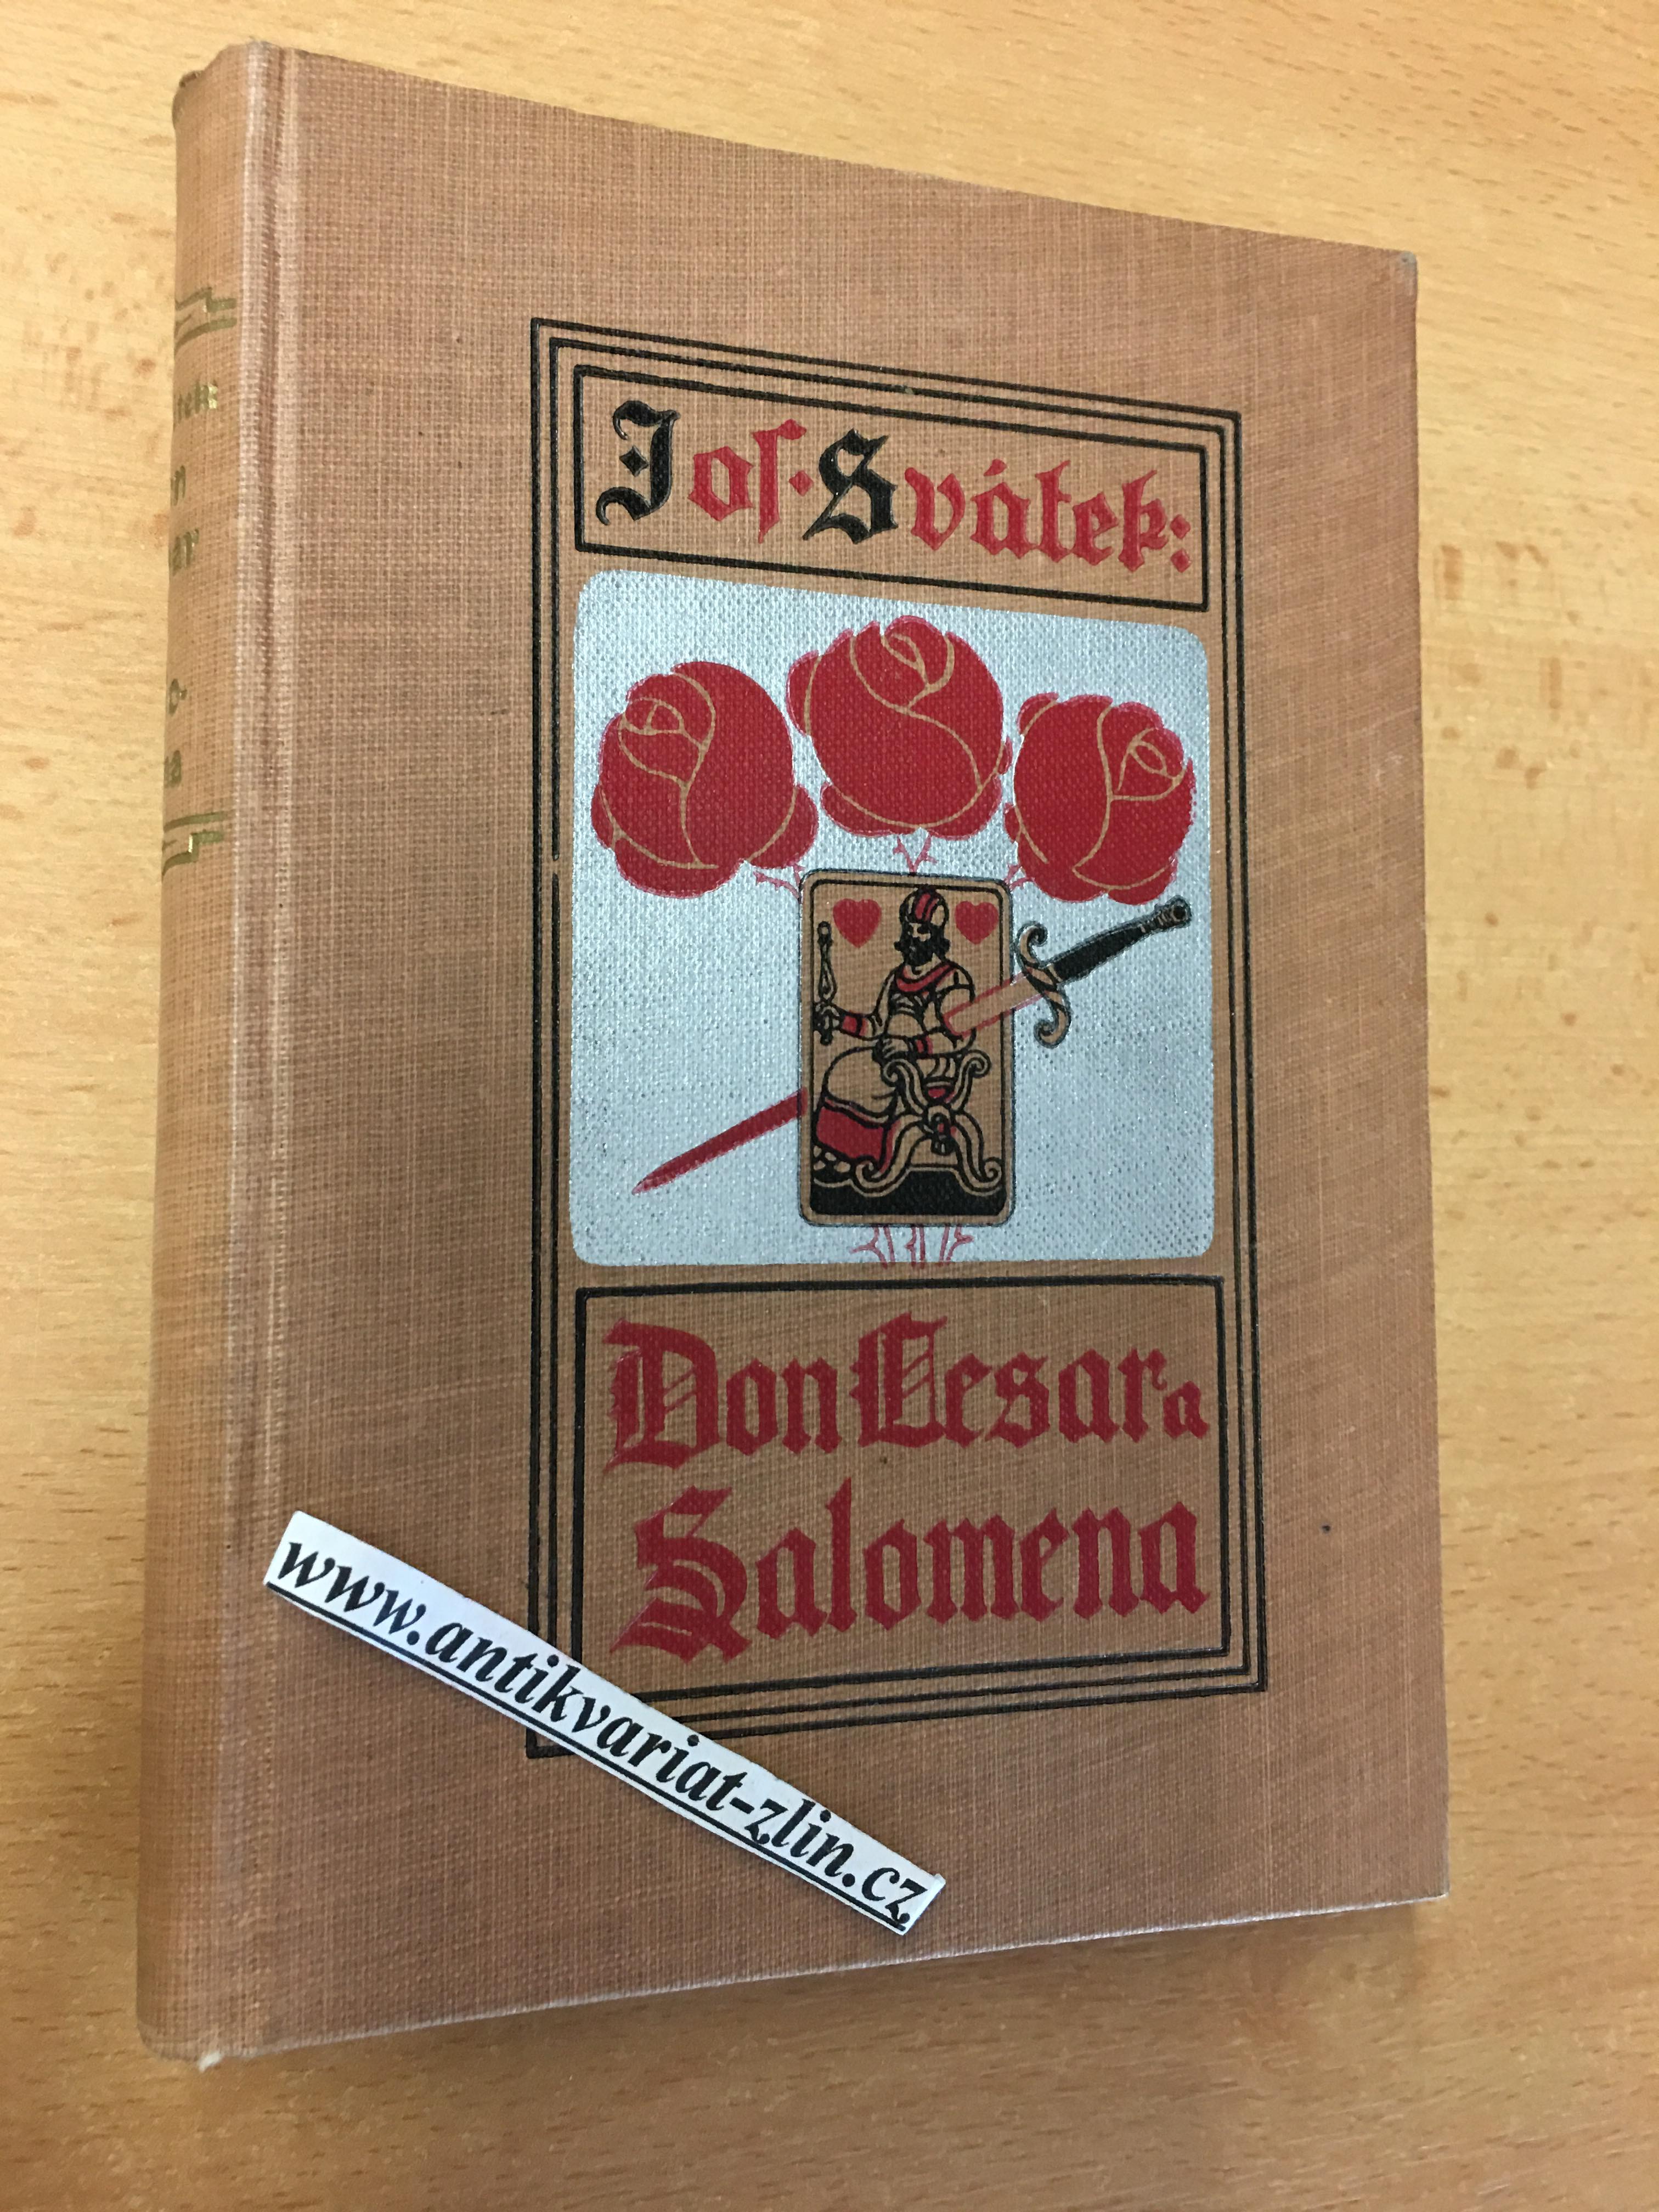 Jos. Svátek:
Don Cesar a
Salomena
www.antikvariat-zlin.cz